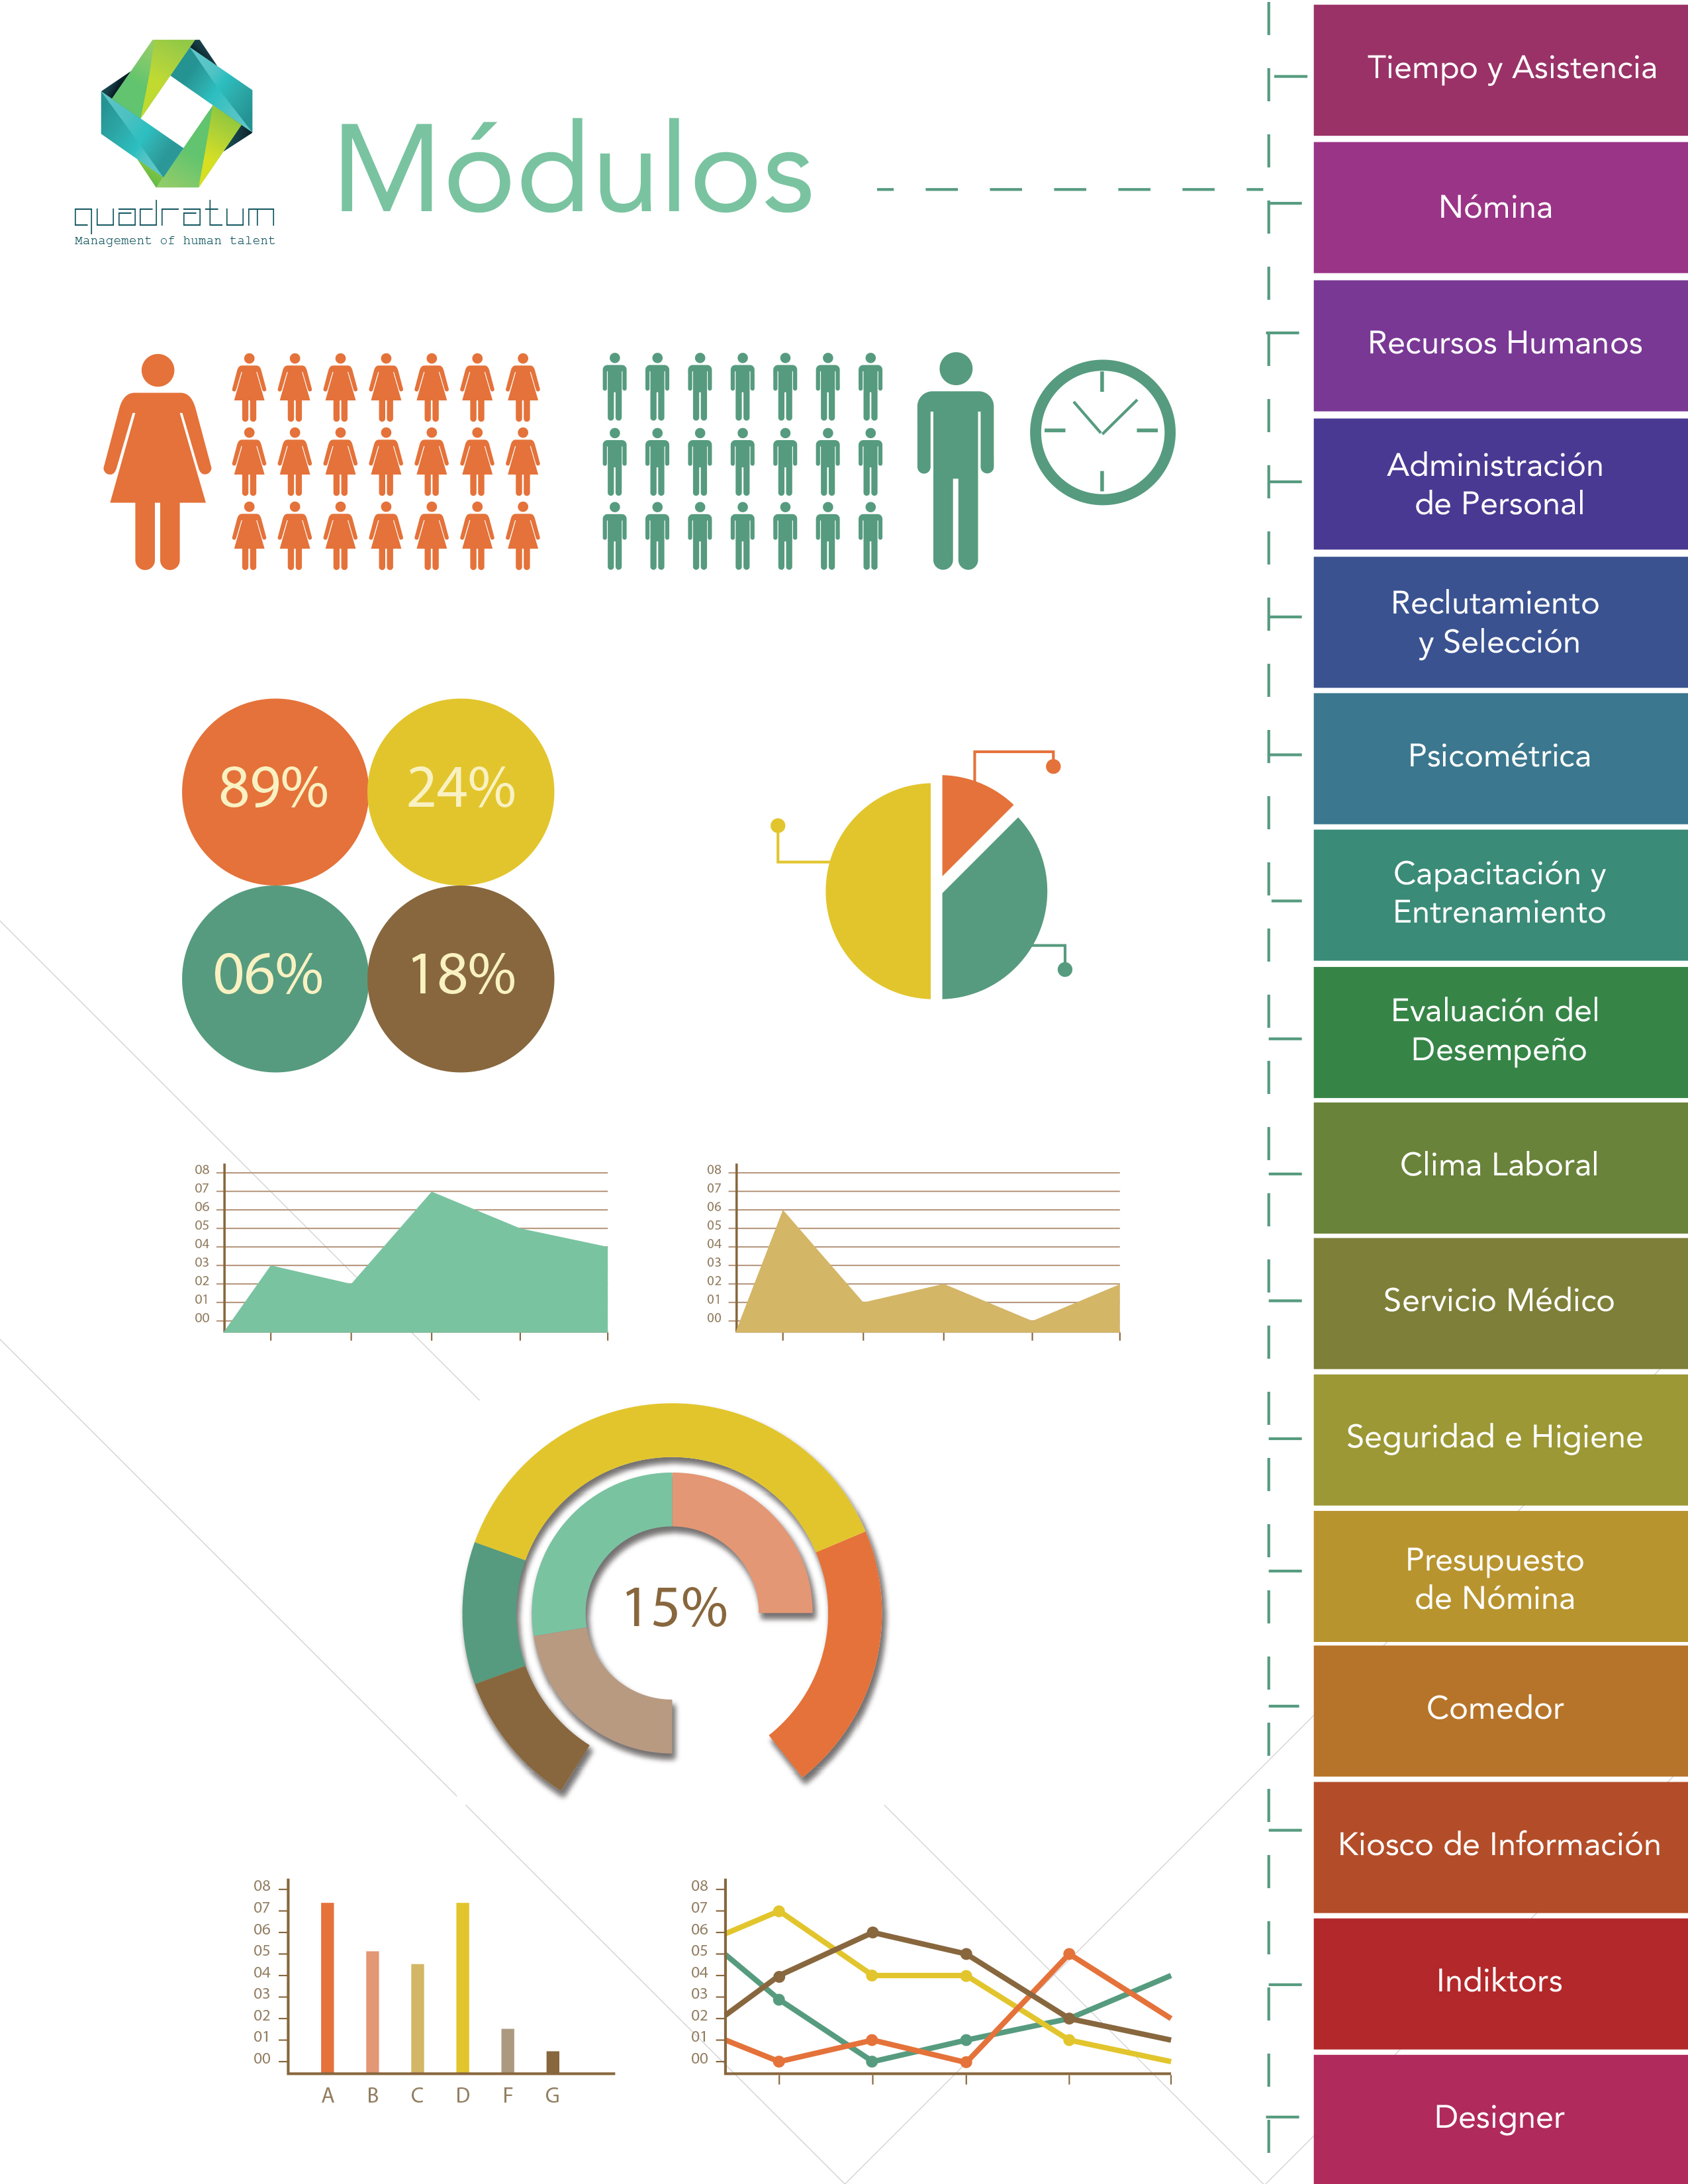 quadratum
Management of human talent
Módulos
Tiempo y Asistencia
Nómina
Recursos Humanos
Administración
de Personal
Reclutamiento
y Selección
Psicométrica
Capacitación y
Entrenamiento
Evaluación del
Desempeño
Clima Laboral
Servicio Médico
Seguridad e Higiene
Presupuesto
de Nómina
Comedor
Kiosco de Información
Indiktors
Designer
89%
24%
06%
18%
08
07
06
05
04
03
02
01
00
08
07
06
05
04
03
02
01
00
15%
08
07
06
05
04
03
02
01
00
A B C D F G
08
07
06
05
04
03
02
01
00